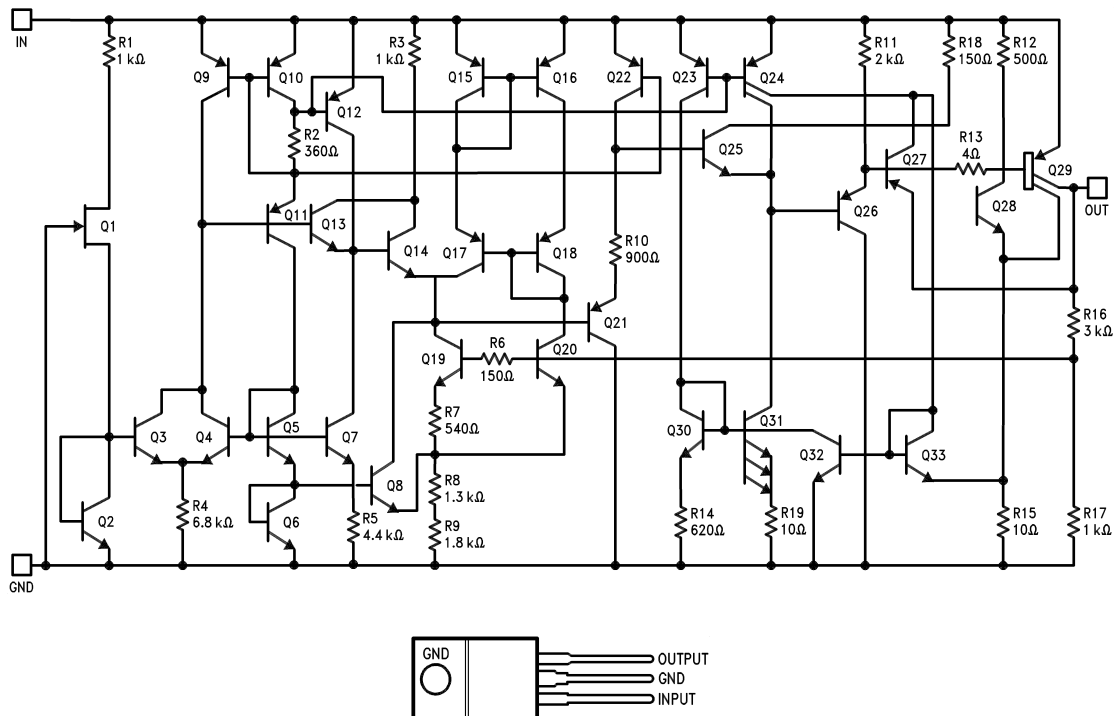 IN
R1
1 kΩ
Q9
Q10
Q12
R2
360Ω
R3
1 kΩ
Q15
Q16
Q22
Q23
Q24
Q25
R11
2 kΩ
R18
150Ω
R12
500Ω
R13
4Ω
Q27
Q29
OUT
Q1
Q11
Q13
Q14
Q17
Q18
R10
900Ω
Q26
Q28
Q21
R16
3 kΩ
Q19
R6
150Ω
Q20
Q3
Q4
Q5
Q7
R7
540Ω
Q30
Q31
Q32
Q33
Q2
R4
6.8 kΩ
Q6
R5
4.4 kΩ
Q8
R8
1.3 kΩ
R9
1.8 kΩ
R14
620Ω
R19
10Ω
R15
10Ω
R17
1 kΩ
GND
GND
OUTPUT
GND
INPUT